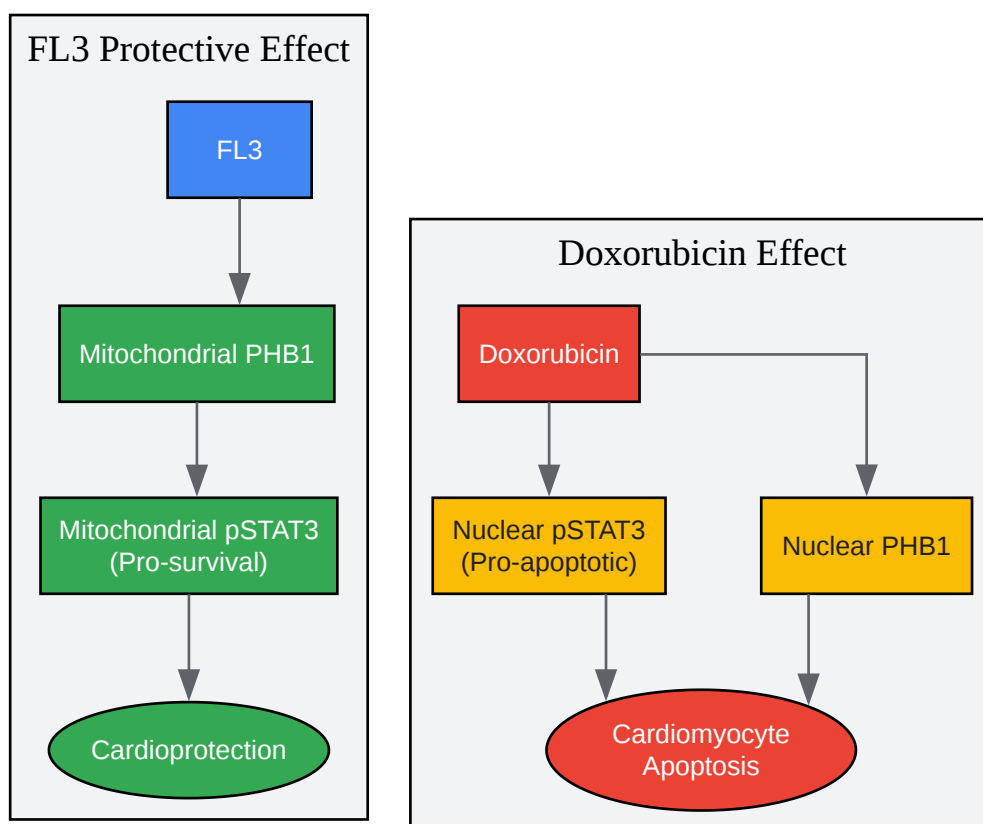 FL3 Protective Effect
FL3
Mitochondrial PHB1
Mitochondrial pSTAT3
(Pro-survival)
Cardioprotection
Doxorubicin Effect
Doxorubicin
Nuclear pSTAT3
(Pro-apoptotic)
Nuclear PHB1
Cardiomyocyte
Apoptosis